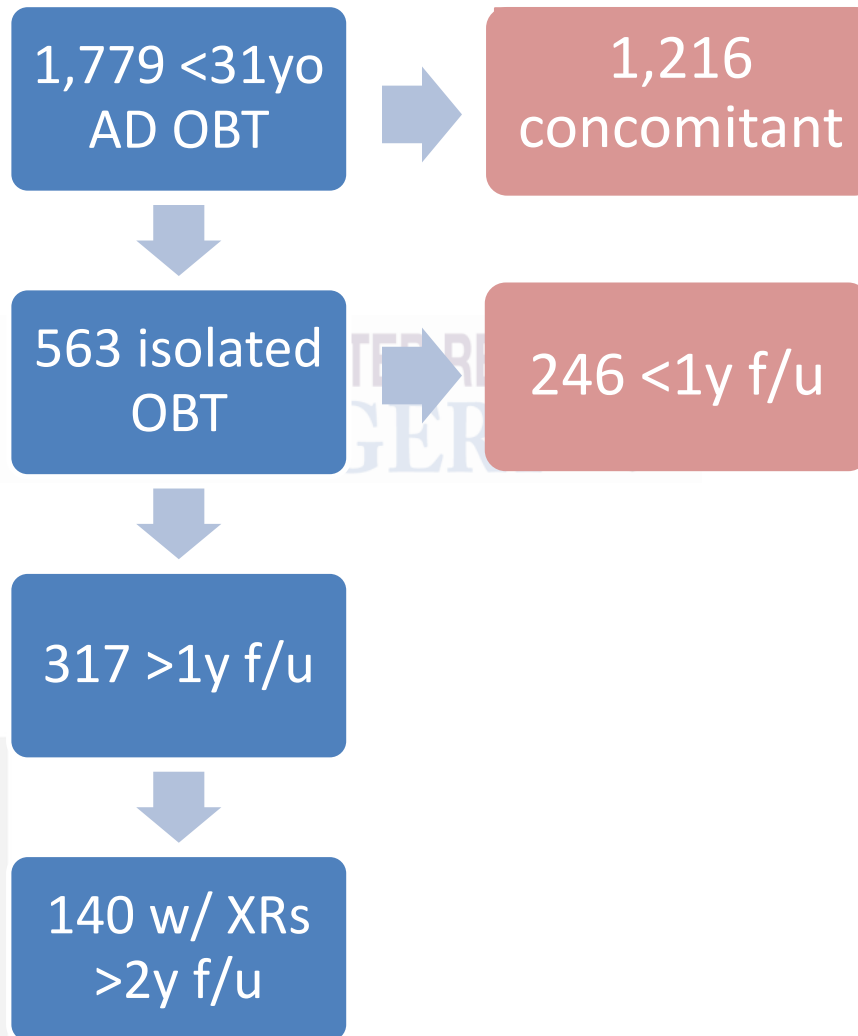 1,779 <31yo
AD OBT
1,216
concomitant
563 isolated
OBT
246 <1y f/u
317 >1y f/u
140 w/ XRs
>2y f/u